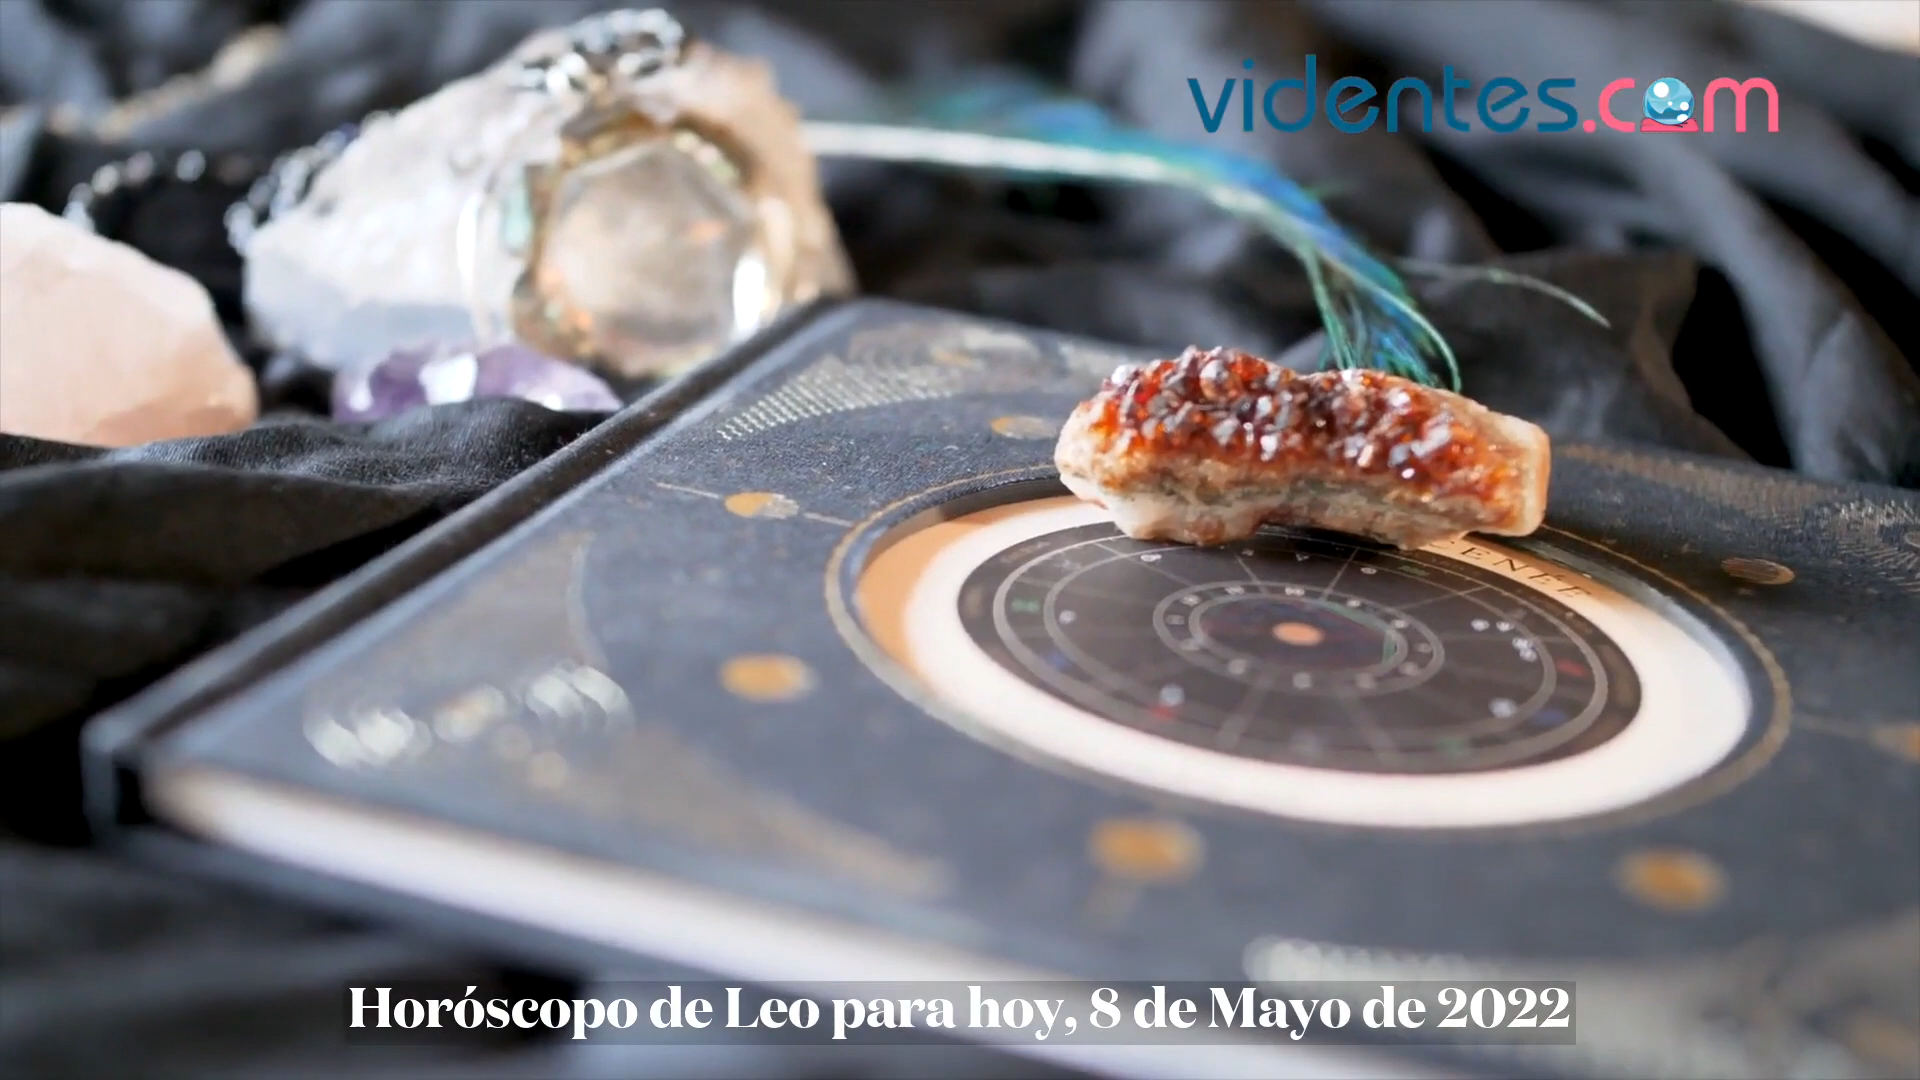 videntes.com
Horóscopo de Leo para hoy, 8 de Mayo de 2022